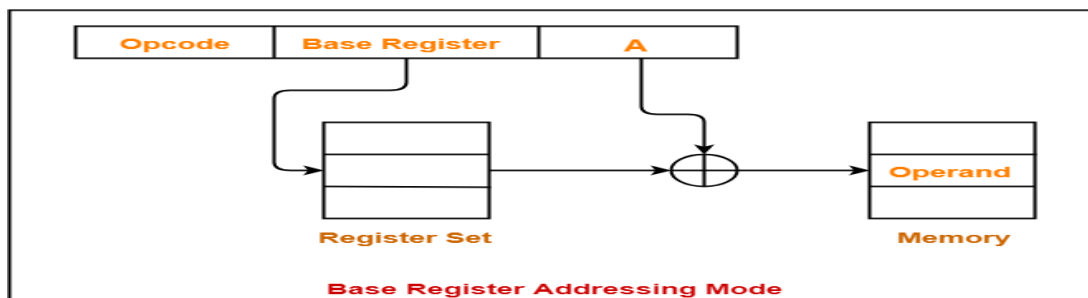 Opcode Base Register A
Operand
Register Set Memory
Base Register Addressing Mode